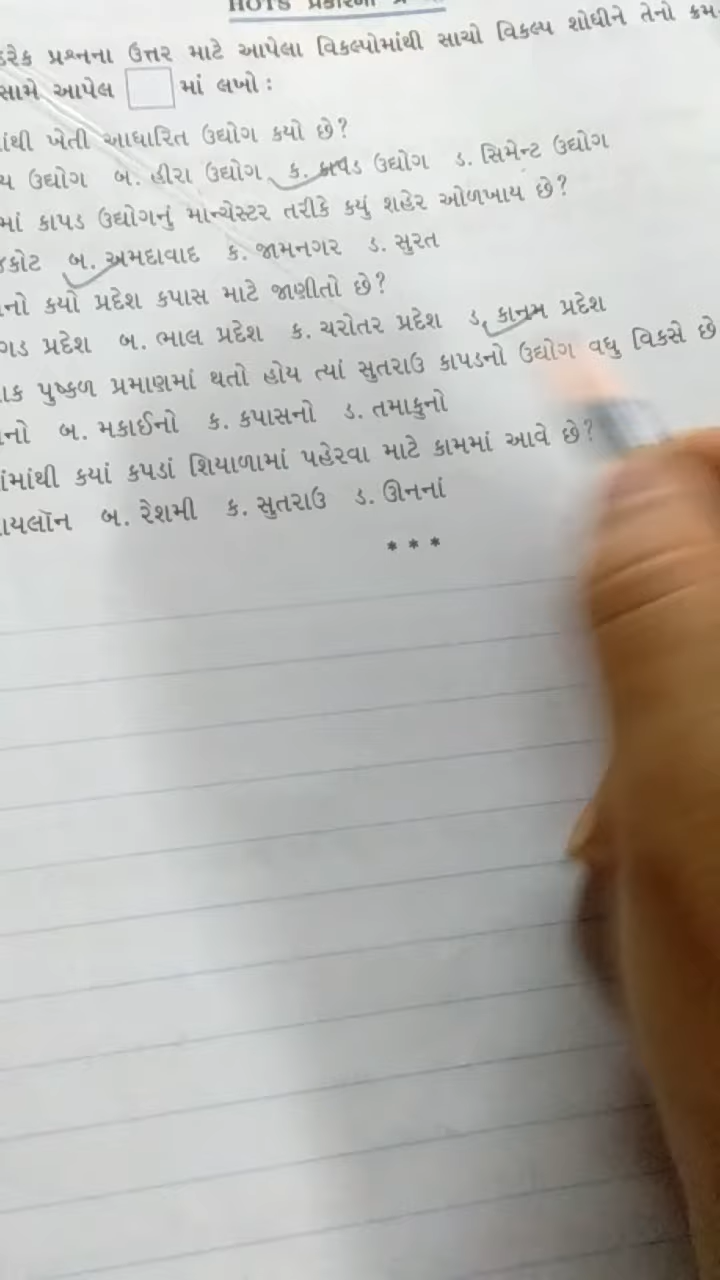 HOTS પ્રકારના
દરેક પ્રશ્નના ઉત્તર માટે આપેલા વિકલ્પોમાંથી સાચો વિકલ્પ શોધીને તેનો ક્રમ
સામે આપેલ માં લખો :
ખેતી આધારિત ઉદ્યોગ કયો છે?
ઉદ્યોગ બ. હીરા ઉદ્યોગ ક. કાપડ ઉદ્યોગ ડ. સિમેન્ટ ઉદ્યોગ
માં કાપડ ઉદ્યોગનું માન્ચેસ્ટર તરીકે કયું શહેર ઓળખાય છે?
બ. અમદાવાદ ક. જામનગર ડ. સુરત
કયો પ્રદેશ કપાસ માટે જાણીતો છે?
પ્રદેશ બ. ભાલ પ્રદેશ ક. ચરોતર પ્રદેશ ડ. કાનમ પ્રદેશ
પુષ્કળ પ્રમાણમાં થતો હોય ત્યાં સુતરાઉ કાપડનો ઉદ્યોગ વધુ વિકસે છે
બ. મકાઈનો ક. કપાસનો ડ. તમાકુનો
કયાં કપડાં શિયાળામાં પહેરવા માટે કામમાં આવે છે?
બ. રેશમી ક. સુતરાઉ ડ. ઊનનાં
* * *